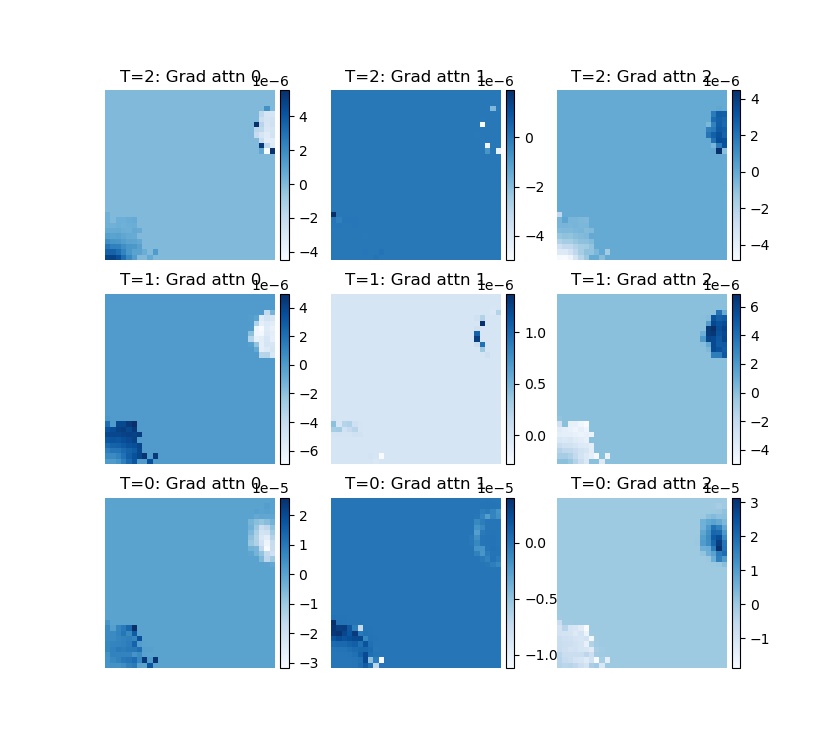 T=2: Grad attn 0 T=2: Grad attn 1 T=2: Grad attn 2
1e−6 1e−6
4 0 4
2 2
0 −2 0
−2 −2
−4 −4 −4
T=1: Grad attn 0 T=1: Grad attn 1 T=1: Grad attn 2
1e−6 1e−6 1e−6
4 1.0 6
2 4
0 0.5 2
−2 0
−4 0.0 −2
−6 −4
T=0: Grad attn 0 T=0: Grad attn 1 T=0: Grad attn 2
1e−5 1e−5 1e−5
2 0.0 3
1 2
0 −0.5 1
−1 0
−2 −1.0 −1
−3